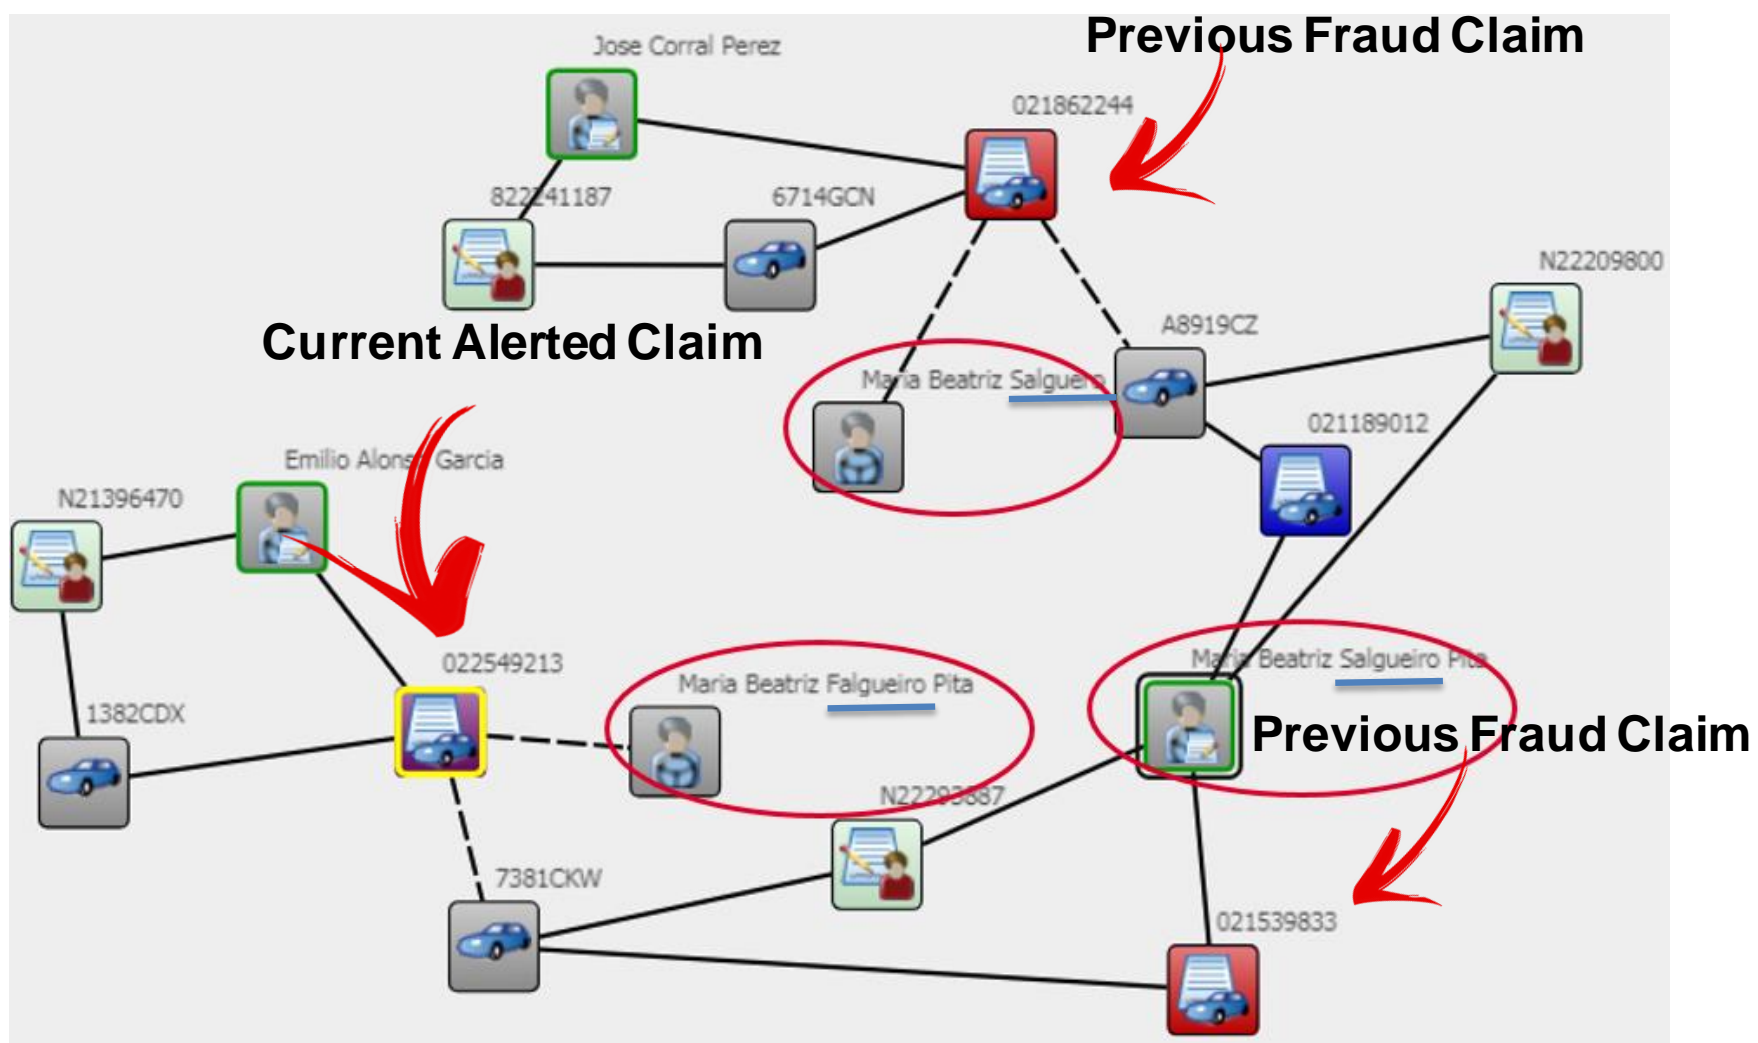 Previous Fraud Claim
Jose Corral Perez
021862244
822241187
6714GCN
N22209800
Current Alerted Claim
A8919CZ
Maria Beatriz Salguero
021189012
Emilio Alonso Garcia
N21396470
022549213
Maria Beatriz Salgueiro Pita
Maria Beatriz Falgueiro Pita
1382CDX
Previous Fraud Claim
N22293887
7381CKW
021539833